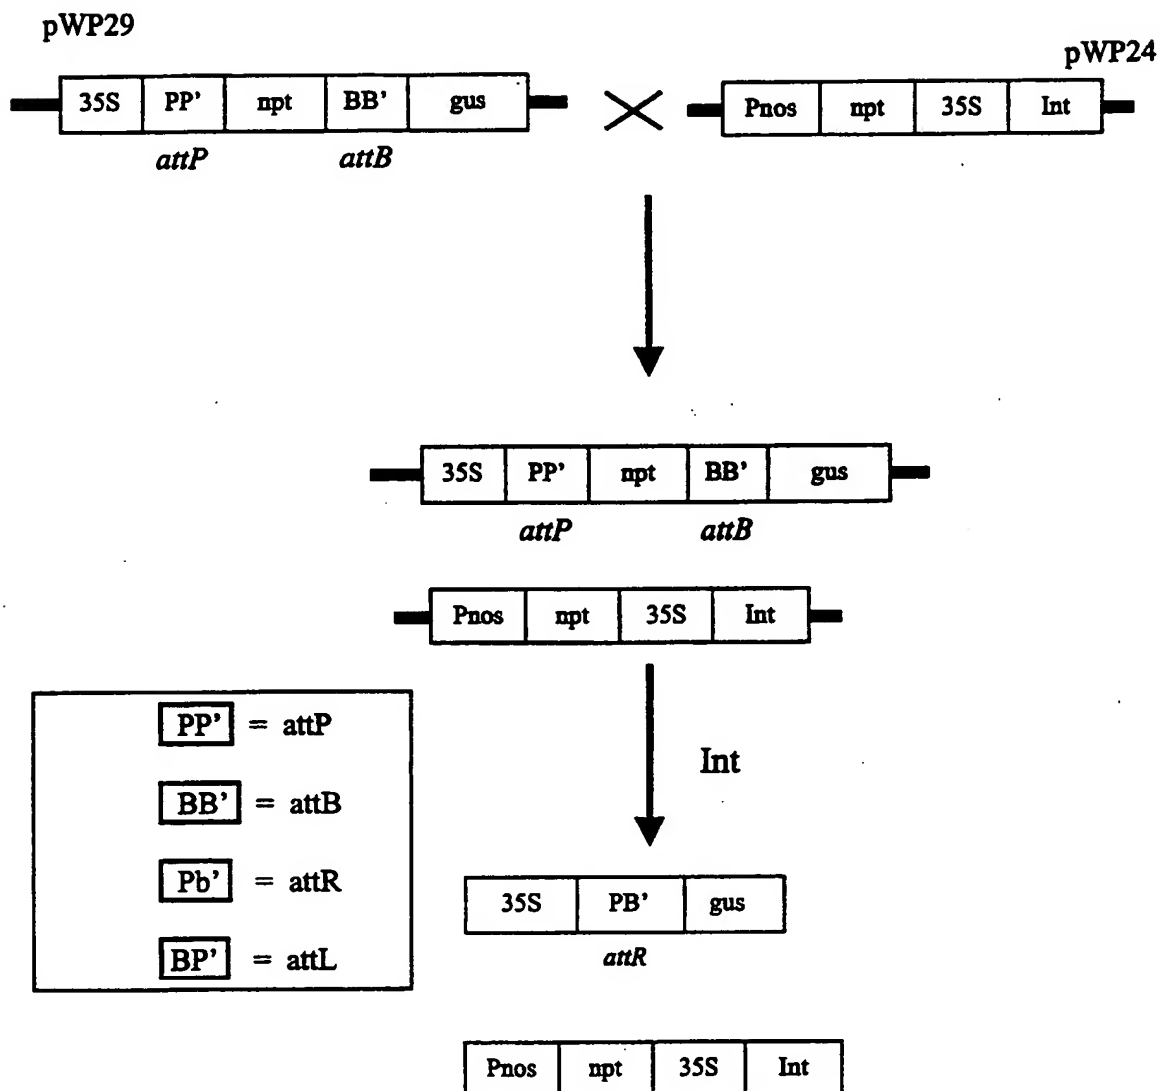 pWP29
pWP24
35S PP' npt BB' gus
Pnos npt 35S Int
attP attB
35S PP' npt BB' gus
attP attB
Pnos npt 35S Int
PP' = attP
BB' = attB
Pb' = attR
BP' = attL
Int
35S PB' gus
attR
Pnos npt 35S Int